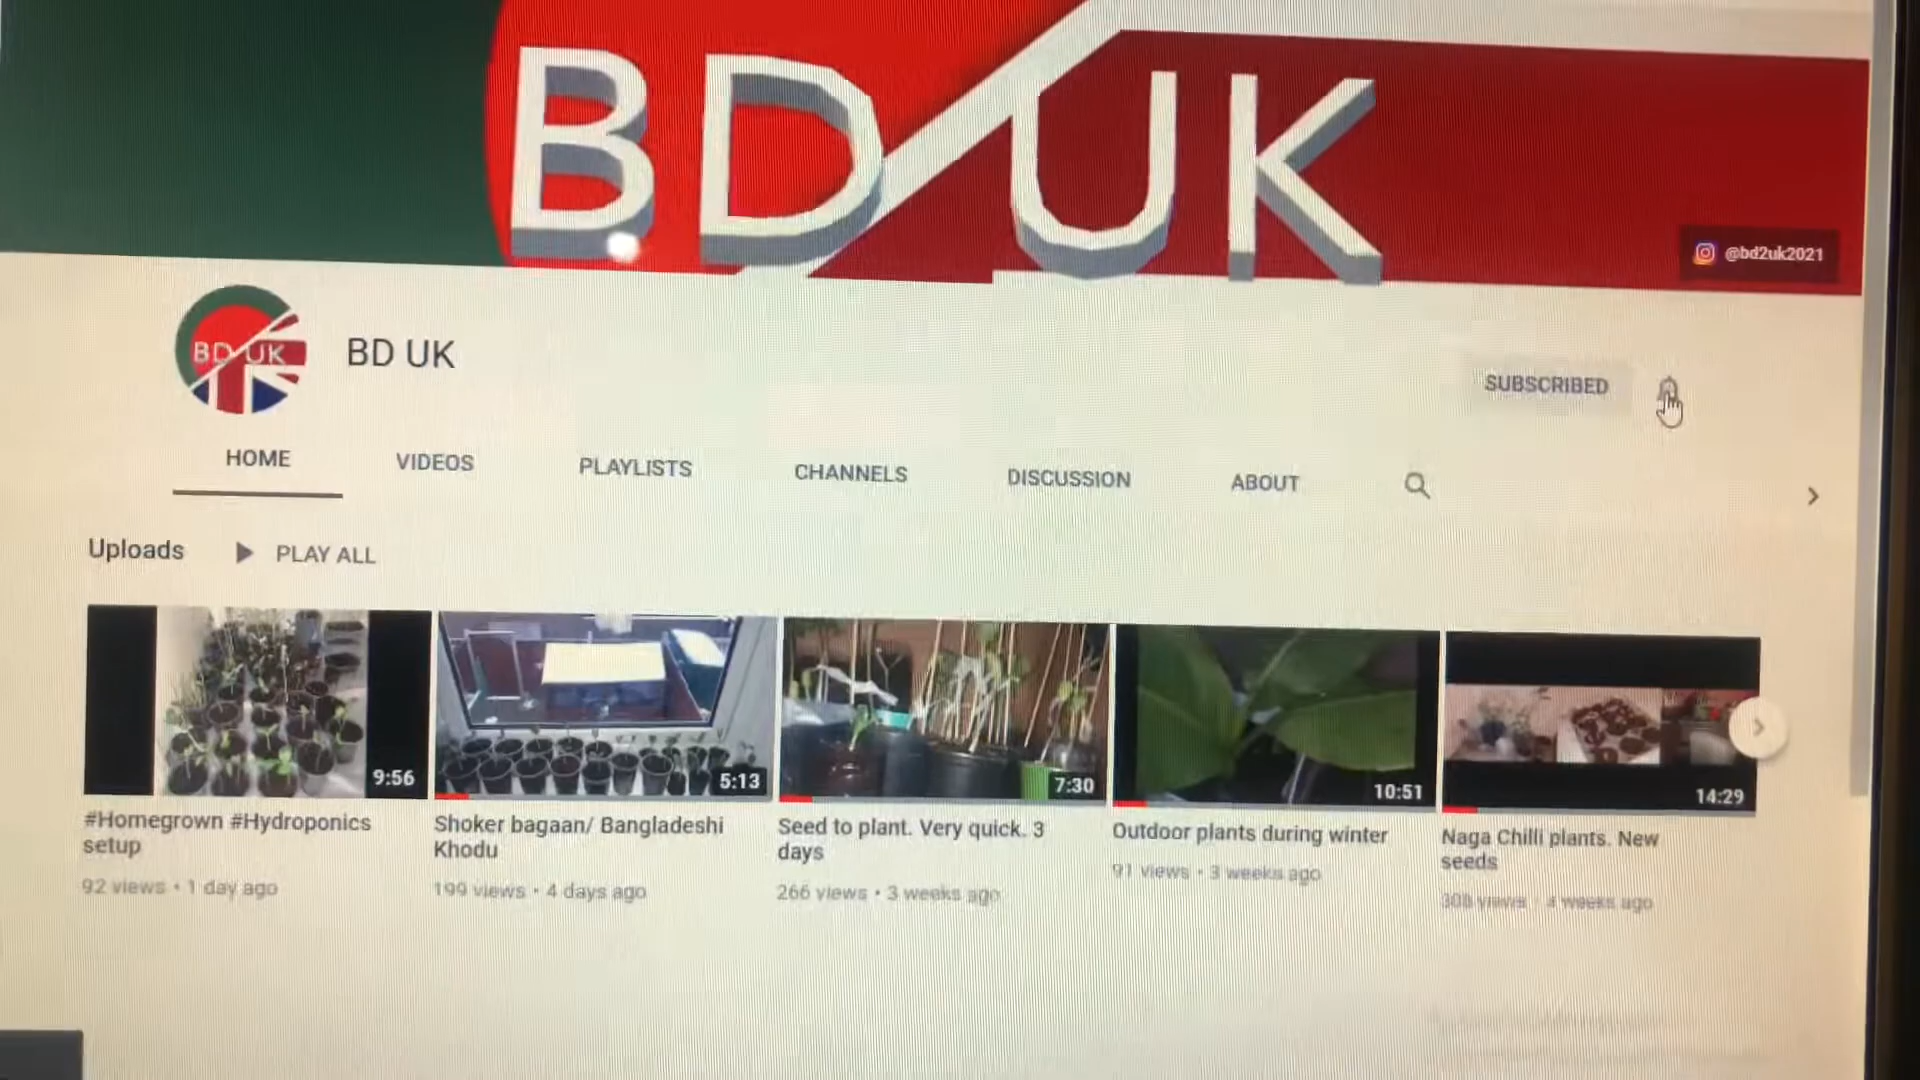 BD UK
@bd2uk2021
BD UK
BD UK
SUBSCRIBED
HOME
VIDEOS
PLAYLISTS
CHANNELS
DISCUSSION
ABOUT
Uploads
PLAY ALL
9:56
5:13
7:30
10:51
14:29
#Homegrown #Hydroponics
setup
92 views • 1 day ago
Shoker bagaan/ Bangladeshi
Khodu
199 views • 4 days ago
Seed to plant. Very quick. 3
days
266 views • 3 weeks ago
Outdoor plants during winter
91 views • 3 weeks ago
Naga Chilli plants. New
seeds
views weeks ago